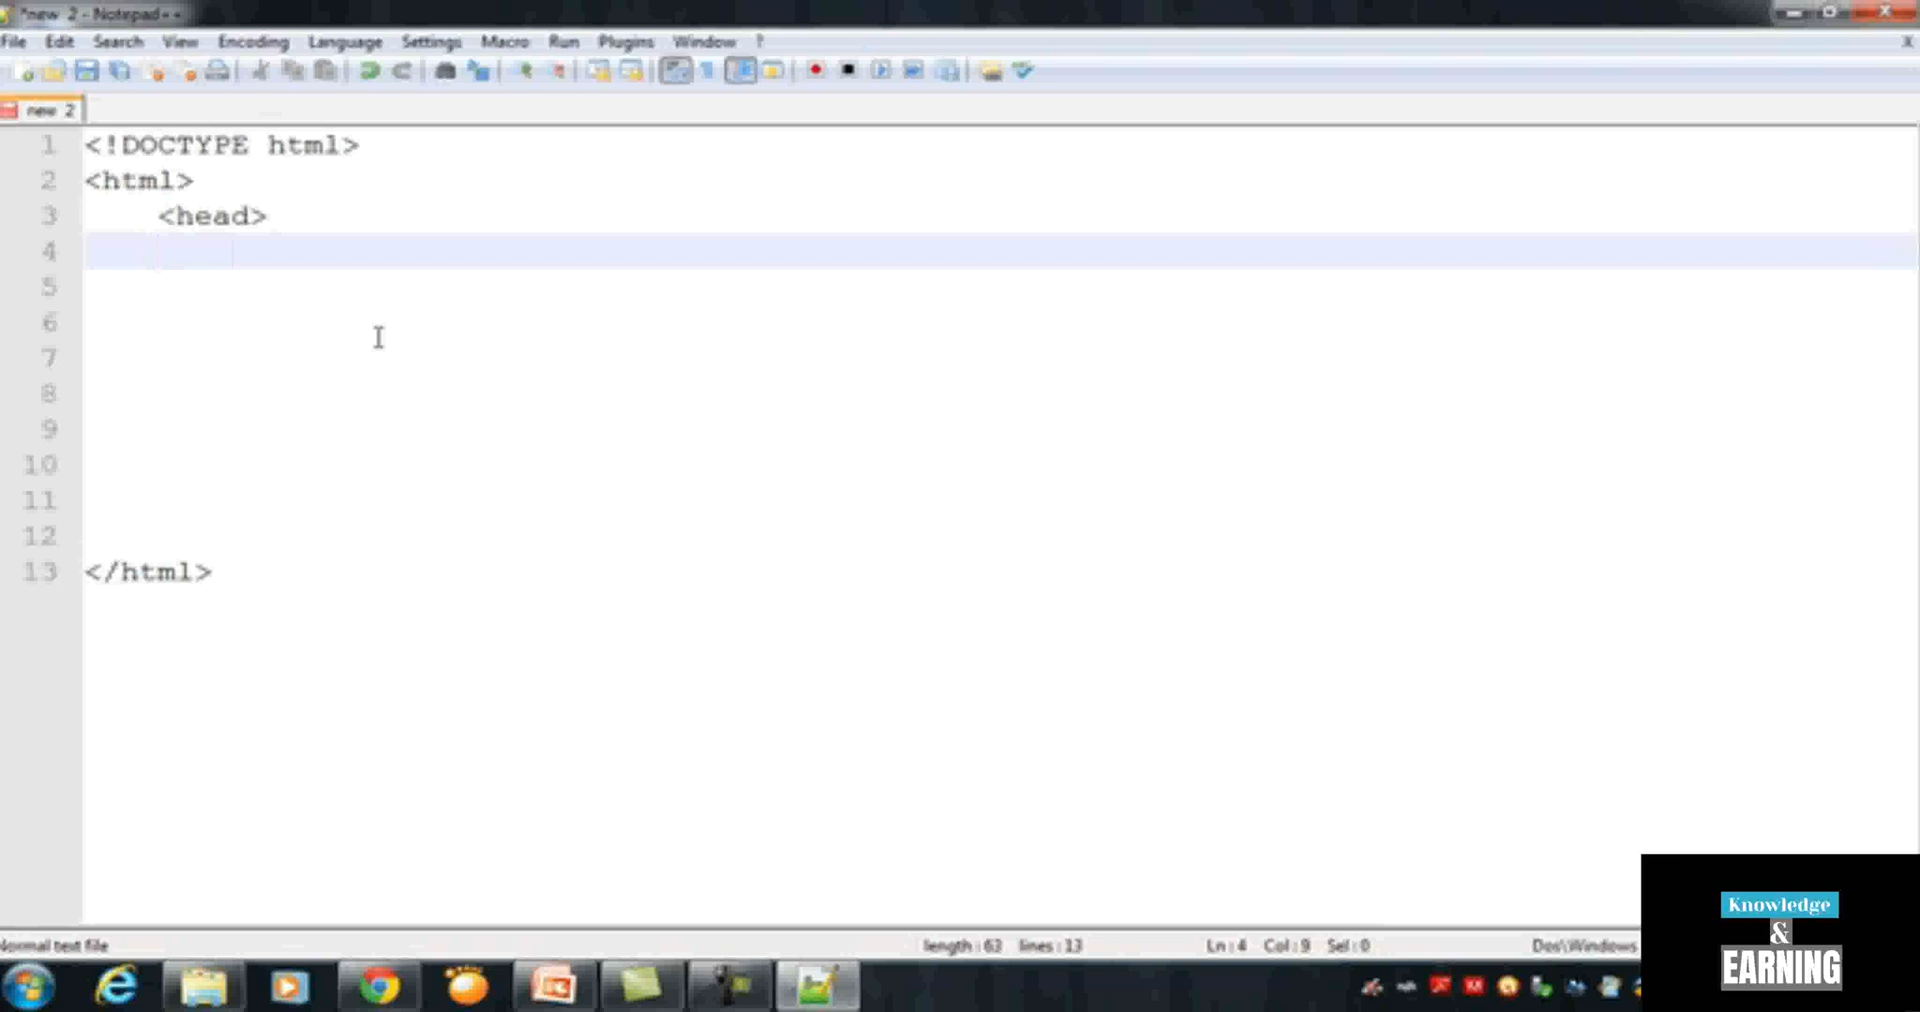 *new 2 - Notepad++
File Edit Search View Encoding Language Settings Macro Run Plugins Window ? X
new 2
1 <!DOCTYPE html>
2 <html>
3 <head>
4
5
6
7
8
9
10
11
12
13 </html>
Normal text file length : 63 lines : 13 Ln : 4 Col : 9 Sel : 0 Dos\Windows
Knowledge
&
EARNING